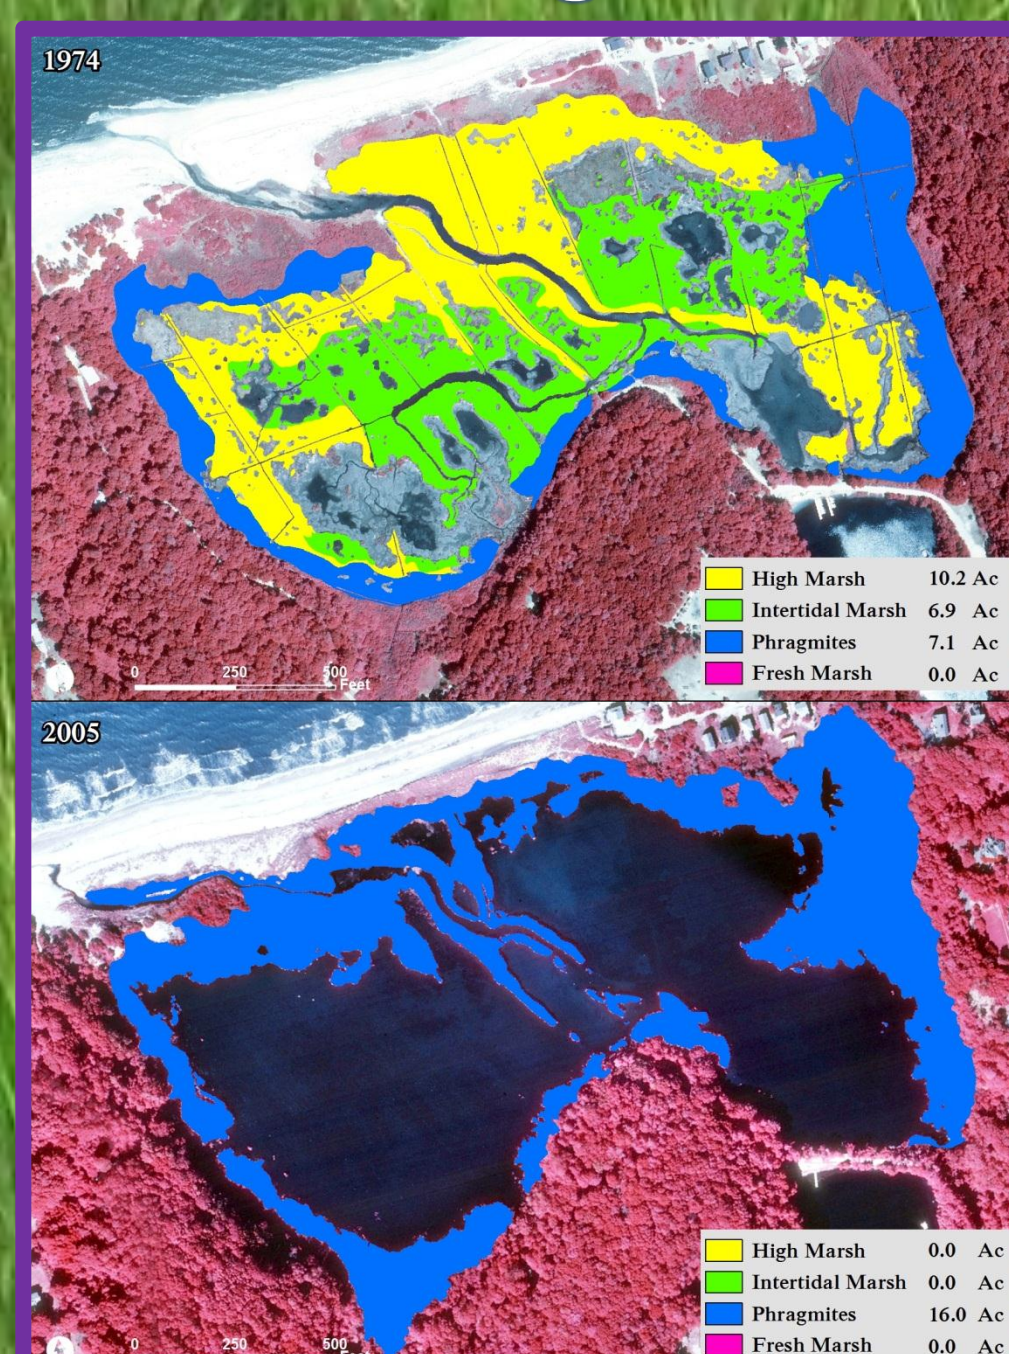 1974
High Marsh 10.2 Ac
Intertidal Marsh 6.9 Ac
Phragmites 7.1 Ac
Fresh Marsh 0.0 Ac
0 250 500
Feet
2005
High Marsh 0.0 Ac
Intertidal Marsh 0.0 Ac
Phragmites 16.0 Ac
Fresh Marsh 0.0 Ac
0 250 500
Feet